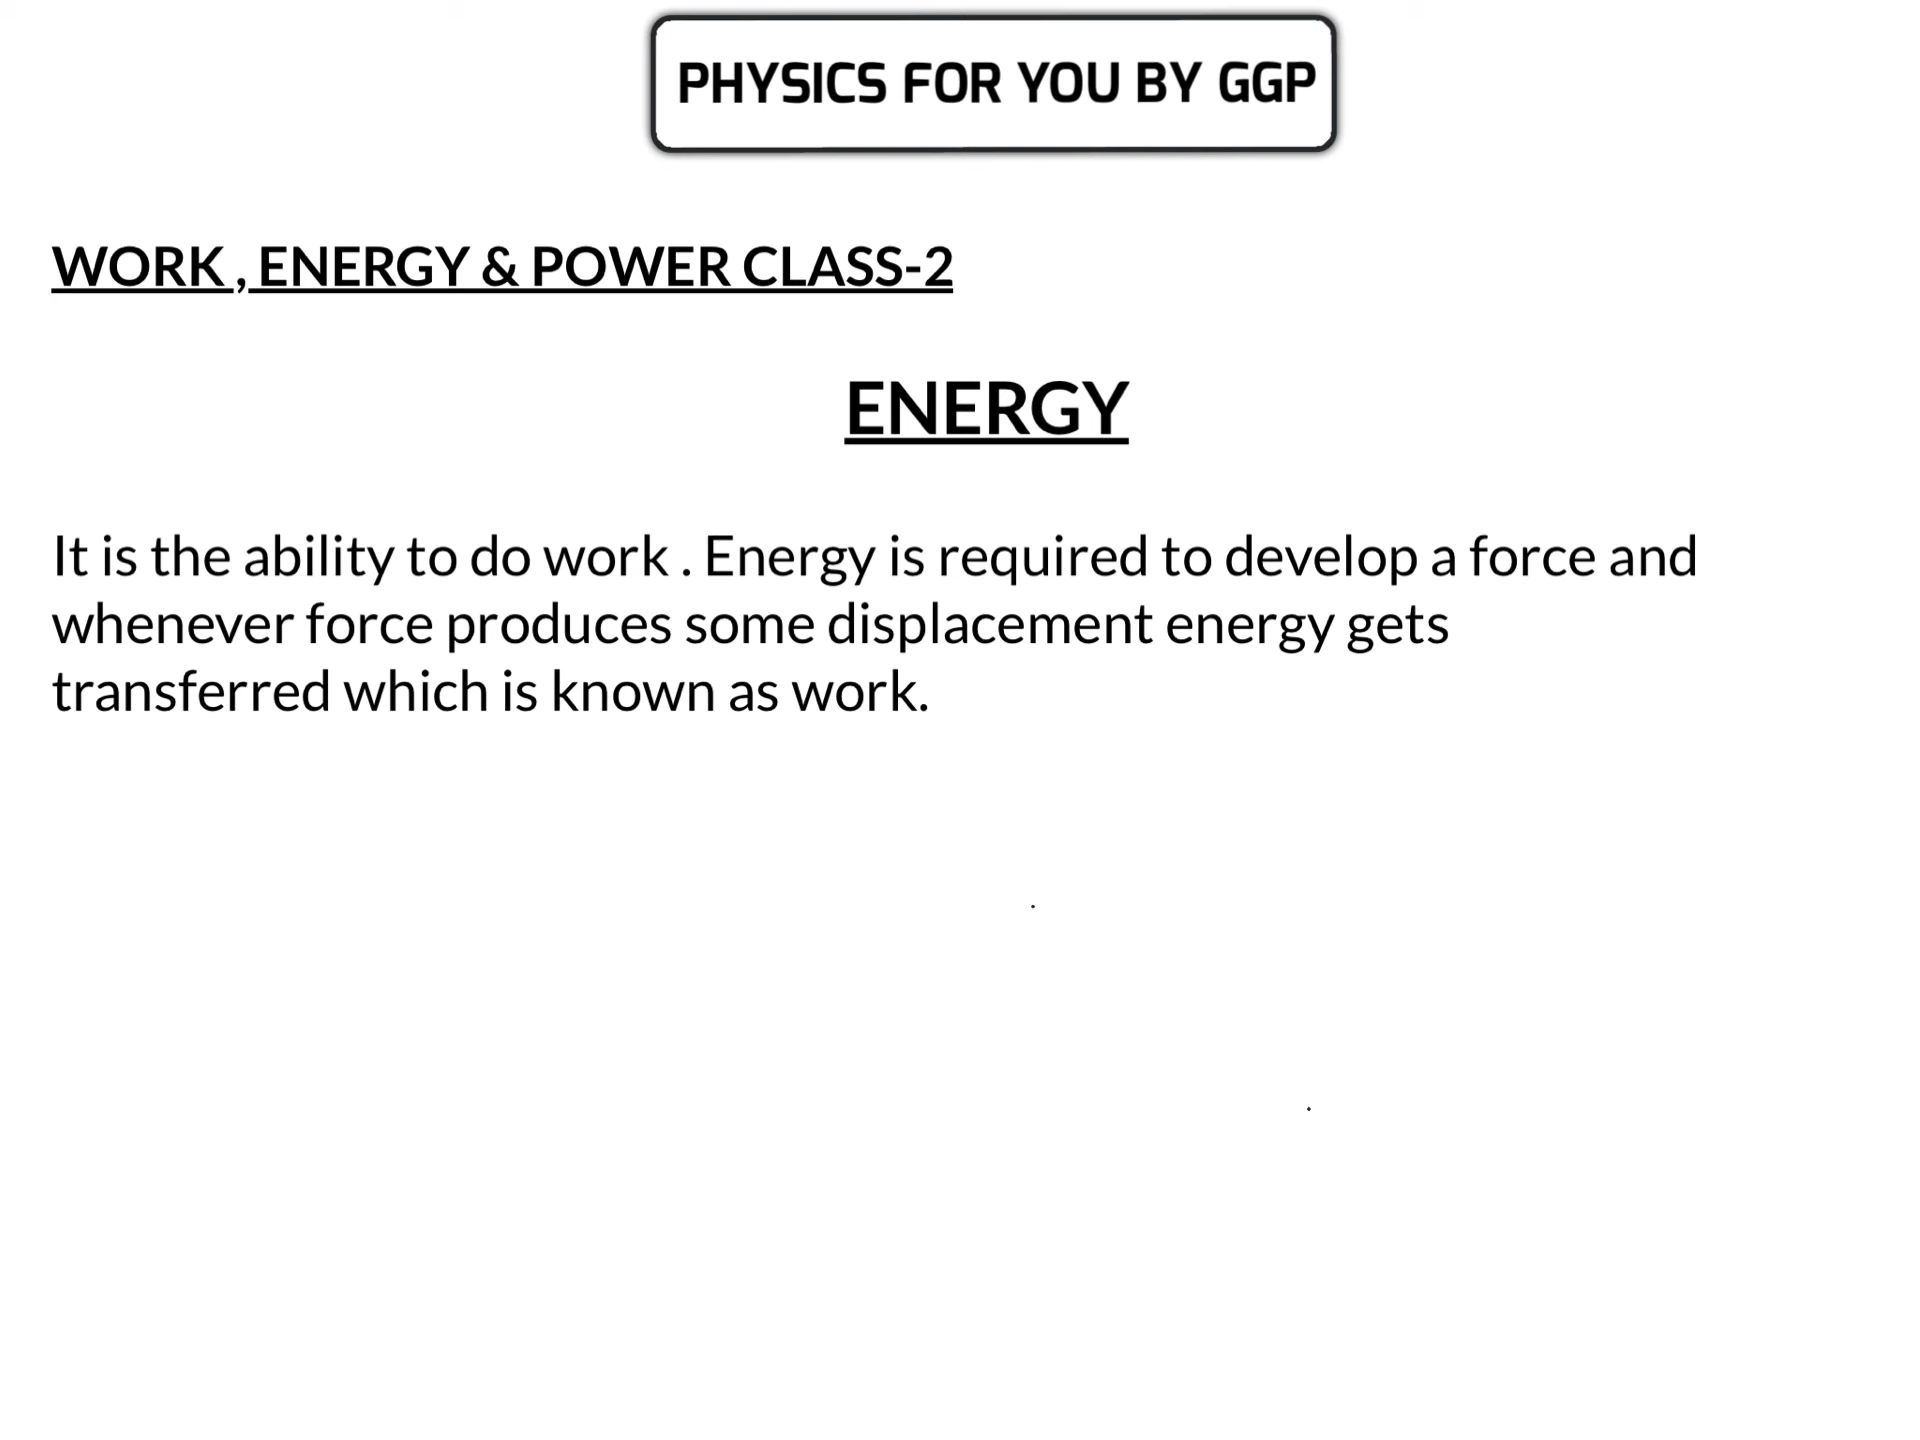 PHYSICS FOR YOU BY GGP
WORK , ENERGY & POWER CLASS-2
ENERGY
It is the ability to do work . Energy is required to develop a force and
whenever force produces some displacement energy gets
transferred which is known as work.